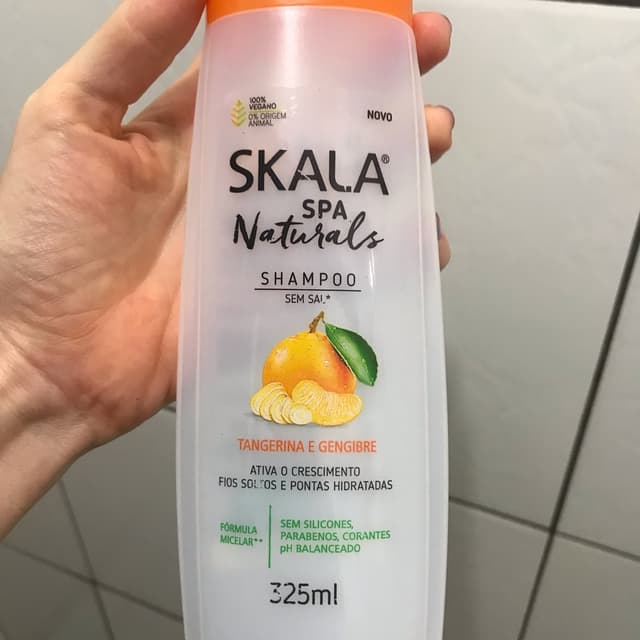 100%
VEGANO
0% ORIGEM
ANIMAL
NOVO
SKALA®
SPA
Naturals
SHAMPOO
SEM SAL*
TANGERINA E GENGIBRE
ATIVA O CRESCIMENTO
FIOS SOLTOS E PONTAS HIDRATADAS
FÓRMULA
MICELAR**
SEM SILICONES,
PARABENOS, CORANTES
pH BALANCEADO
325ml